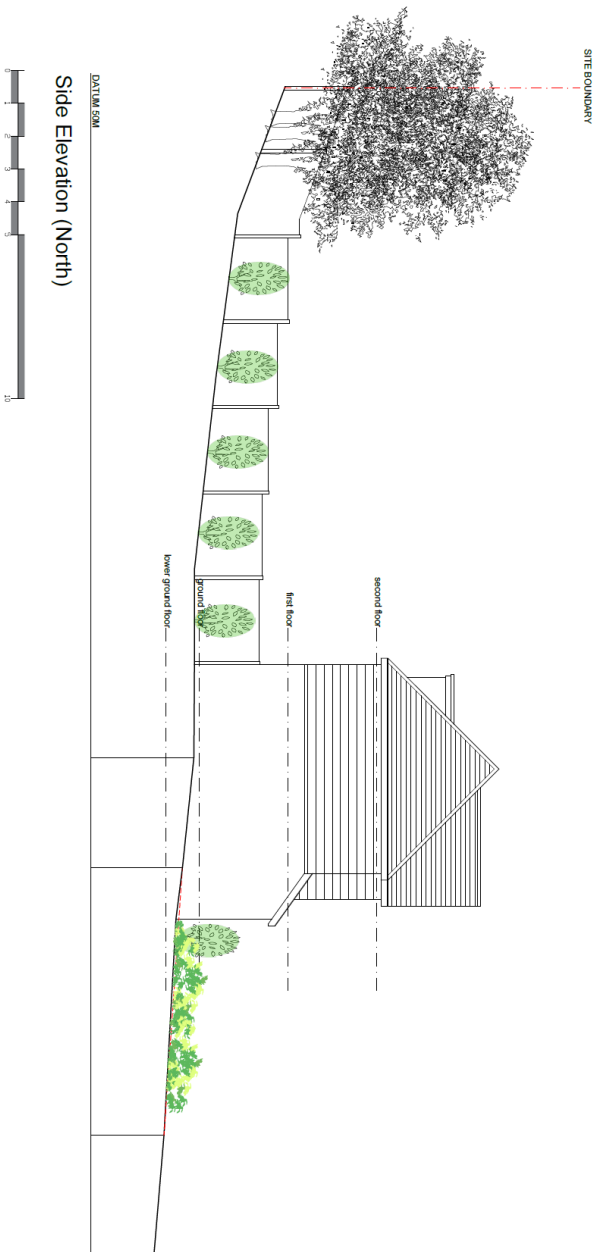 SITE BOUNDARY
second floor
first floor
ground floor
lower ground floor
DATUM 50M
Side Elevation (North)
0 1 2 3 4 5 10